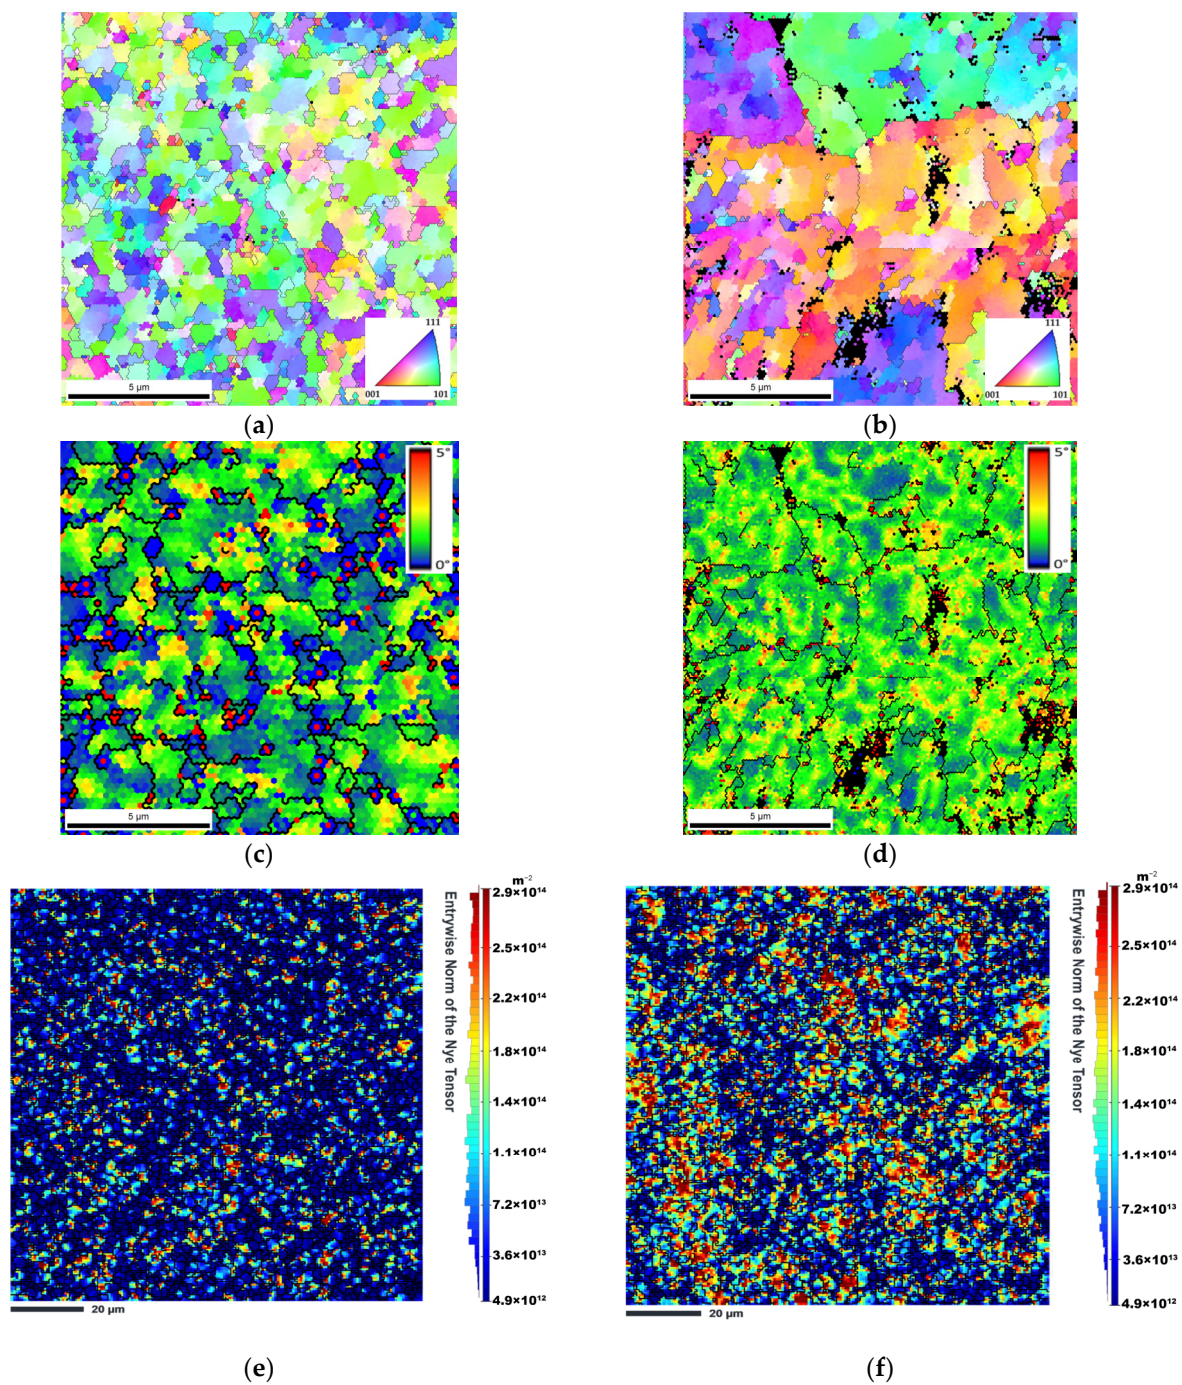 111
5 µm
001 101
(a)
111
5 µm
001 101
(b)
5°
0°
5 µm
(c)
5°
0°
5 µm
(d)
m⁻²
2.9×10¹⁴
2.5×10¹⁴
2.2×10¹⁴
1.8×10¹⁴
1.4×10¹⁴
1.1×10¹⁴
7.2×10¹³
3.6×10¹³
4.9×10¹²
Entrywise Norm of the Nye Tensor
20 µm
(e)
m⁻²
2.9×10¹⁴
2.5×10¹⁴
2.2×10¹⁴
1.8×10¹⁴
1.4×10¹⁴
1.1×10¹⁴
7.2×10¹³
3.6×10¹³
4.9×10¹²
Entrywise Norm of the Nye Tensor
20 µm
(f)